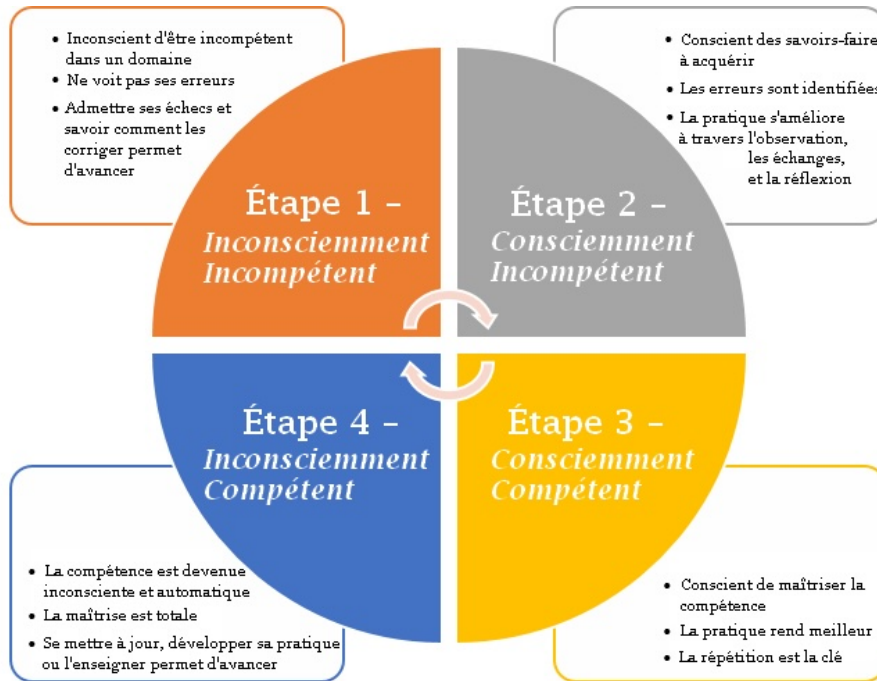 Inconscient d'être incompétent
dans un domaine
Ne voit pas ses erreurs
Admettre ses échecs et
savoir comment les
corriger permet
d'avancer
Étape 1 –
Inconsciemment
Incompétent
Conscient des savoirs-faire
à acquérir
Les erreurs sont identifiées
La pratique s'améliore
à travers l'observation,
les échanges,
et la réflexion
Étape 2 –
Consciemment
Incompétent
Étape 4 –
Inconsciemment
Compétent
La compétence est devenue
inconsciente et automatique
La maîtrise est totale
Se mettre à jour, développer sa pratique
ou l'enseigner permet d'avancer
Étape 3 –
Consciemment
Compétent
Conscient de maîtriser la
compétence
La pratique rend meilleur
La répétition est la clé